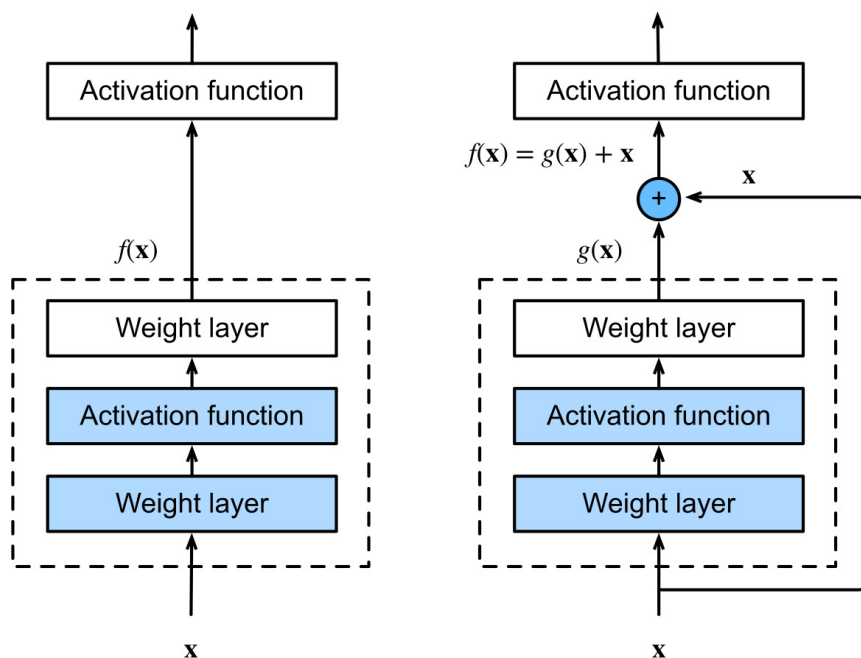 Activation function
f(x)
Weight layer
Activation function
Weight layer
x
Activation function
f(x) = g(x) + x
x
+
g(x)
Weight layer
Activation function
Weight layer
x